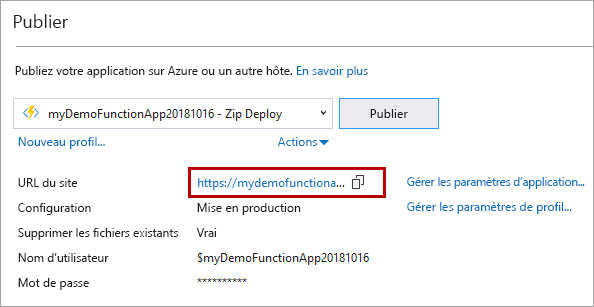 Publier
Publiez votre application sur Azure ou un autre hôte. En savoir plus
myDemoFunctionApp20181016 - Zip Deploy Publier
Nouveau profil... Actions
URL du site https://mydemofunctiona... Gérer les paramètres d’application...
Configuration Mise en production Gérer les paramètres de profil...
Supprimer les fichiers existants Vrai
Nom d’utilisateur $myDemoFunctionApp20181016
Mot de passe **********